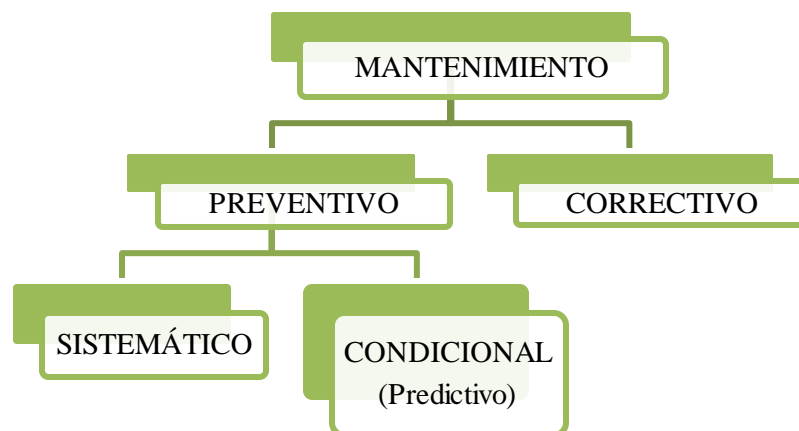 MANTENIMIENTO
PREVENTIVO
CORRECTIVO
SISTEMÁTICO
CONDICIONAL
(Predictivo)